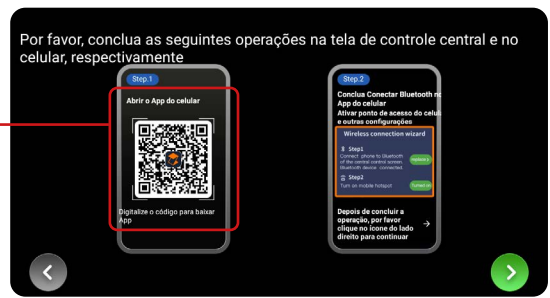 Por favor, conclua as seguintes operações na tela de controle central e no
celular, respectivamente
Step.1
Abrir o App do celular
Digitalize o código para baixar
App
Step.2
Conclua Conectar Bluetooth no
App do celular
Ativar ponto de acesso do celul
e outras configurações
Wireless connection wizard
Step1
Connect phone to Bluetooth
of the central control screen.
Bluetooth device connected.
Step2
Turn on mobile hotspot
Turned on
Depois de concluir a
operação, por favor
clique no ícone do lado
direito para continuar